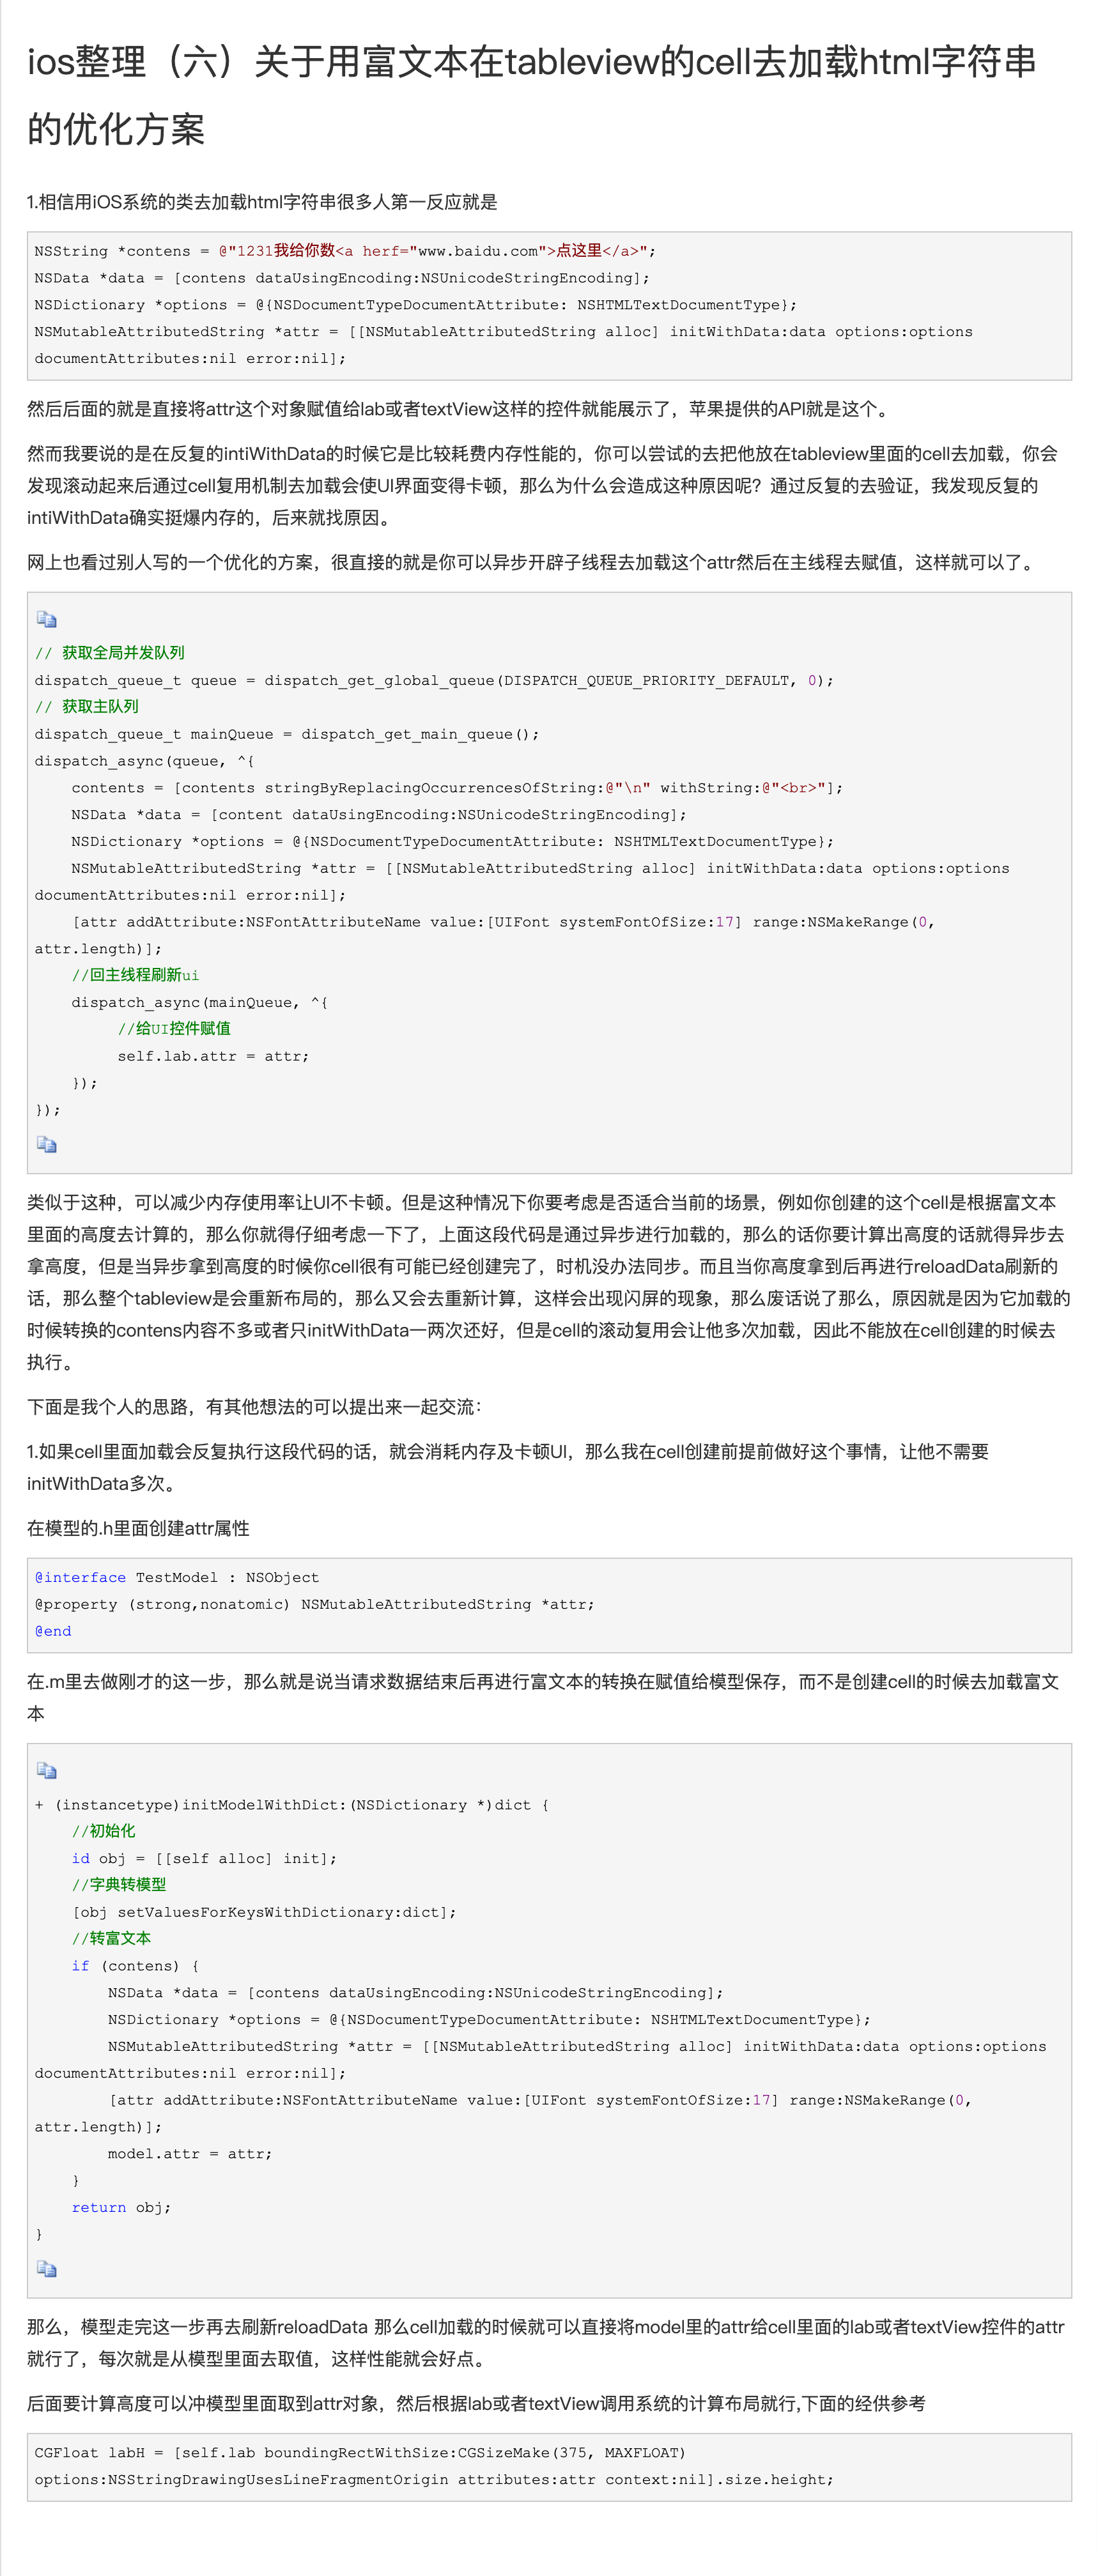 ios整理（六）关于用富文本在tableview的cell去加载html字符串
的优化方案
1.相信用iOS系统的类去加载html字符串很多人第一反应就是
NSString *contens = @"1231我给你数<a herf="www.baidu.com">点这里</a>";
NSData *data = [contens dataUsingEncoding:NSUnicodeStringEncoding];
NSDictionary *options = @{NSDocumentTypeDocumentAttribute: NSHTMLTextDocumentType};
NSMutableAttributedString *attr = [[NSMutableAttributedString alloc] initWithData:data options:options
documentAttributes:nil error:nil];
然后后面的就是直接将attr这个对象赋值给lab或者textView这样的控件就能展示了，苹果提供的API就是这个。
然而我要说的是在反复的intiWithData的时候它是比较耗费内存性能的，你可以尝试的去把他放在tableview里面的cell去加载，你会
发现滚动起来后通过cell复用机制去加载会使UI界面变得卡顿，那么为什么会造成这种原因呢？通过反复的去验证，我发现反复的
intiWithData确实挺爆内存的，后来就找原因。
网上也看过别人写的一个优化的方案，很直接的就是你可以异步开辟子线程去加载这个attr然后在主线程去赋值，这样就可以了。
// 获取全局并发队列
dispatch_queue_t queue = dispatch_get_global_queue(DISPATCH_QUEUE_PRIORITY_DEFAULT, 0);
// 获取主队列
dispatch_queue_t mainQueue = dispatch_get_main_queue();
dispatch_async(queue, ^{
    contents = [contents stringByReplacingOccurrencesOfString:@"\n" withString:@"<br>"];
    NSData *data = [content dataUsingEncoding:NSUnicodeStringEncoding];
    NSDictionary *options = @{NSDocumentTypeDocumentAttribute: NSHTMLTextDocumentType};
    NSMutableAttributedString *attr = [[NSMutableAttributedString alloc] initWithData:data options:options
documentAttributes:nil error:nil];
    [attr addAttribute:NSFontAttributeName value:[UIFont systemFontOfSize:17] range:NSMakeRange(0,
attr.length)];
    //回主线程刷新ui
    dispatch_async(mainQueue, ^{
         //给UI控件赋值
         self.lab.attr = attr;
    });
});
类似于这种，可以减少内存使用率让UI不卡顿。但是这种情况下你要考虑是否适合当前的场景，例如你创建的这个cell是根据富文本
里面的高度去计算的，那么你就得仔细考虑一下了，上面这段代码是通过异步进行加载的，那么的话你要计算出高度的话就得异步去
拿高度，但是当异步拿到高度的时候你cell很有可能已经创建完了，时机没办法同步。而且当你高度拿到后再进行reloadData刷新的
话，那么整个tableview是会重新布局的，那么又会去重新计算，这样会出现闪屏的现象，那么废话说了那么，原因就是因为它加载的
时候转换的contens内容不多或者只initWithData一两次还好，但是cell的滚动复用会让他多次加载，因此不能放在cell创建的时候去
执行。
下面是我个人的思路，有其他想法的可以提出来一起交流：
1.如果cell里面加载会反复执行这段代码的话，就会消耗内存及卡顿UI，那么我在cell创建前提前做好这个事情，让他不需要
initWithData多次。
在模型的.h里面创建attr属性
@interface TestModel : NSObject
@property (strong,nonatomic) NSMutableAttributedString *attr;
@end
在.m里去做刚才的这一步，那么就是说当请求数据结束后再进行富文本的转换在赋值给模型保存，而不是创建cell的时候去加载富文
本
+ (instancetype)initModelWithDict:(NSDictionary *)dict {
    //初始化
    id obj = [[self alloc] init];
    //字典转模型
    [obj setValuesForKeysWithDictionary:dict];
    //转富文本
    if (contens) {
        NSData *data = [contens dataUsingEncoding:NSUnicodeStringEncoding];
        NSDictionary *options = @{NSDocumentTypeDocumentAttribute: NSHTMLTextDocumentType};
        NSMutableAttributedString *attr = [[NSMutableAttributedString alloc] initWithData:data options:options
documentAttributes:nil error:nil];
        [attr addAttribute:NSFontAttributeName value:[UIFont systemFontOfSize:17] range:NSMakeRange(0,
attr.length)];
        model.attr = attr;
    }
    return obj;
}
那么，模型走完这一步再去刷新reloadData 那么cell加载的时候就可以直接将model里的attr给cell里面的lab或者textView控件的attr
就行了，每次就是从模型里面去取值，这样性能就会好点。
后面要计算高度可以冲模型里面取到attr对象，然后根据lab或者textView调用系统的计算布局就行,下面的经供参考
CGFloat labH = [self.lab boundingRectWithSize:CGSizeMake(375, MAXFLOAT)
options:NSStringDrawingUsesLineFragmentOrigin attributes:attr context:nil].size.height;